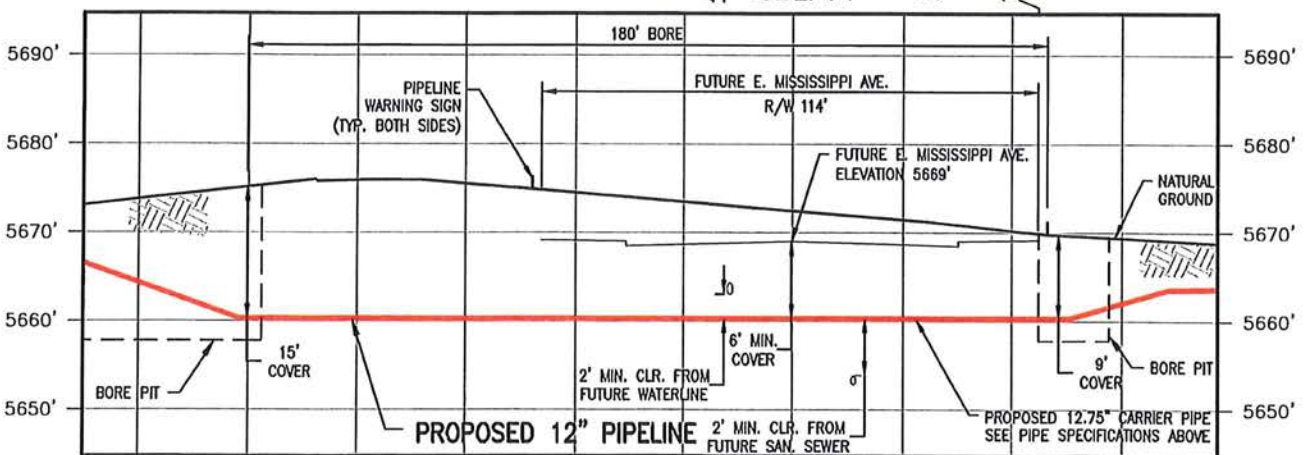 180' BORE
5690'
5690'
FUTURE E. MISSISSIPPI AVE.
R/W 114'
PIPELINE
WARNING SIGN
(TYP. BOTH SIDES)
5680'
5680'
FUTURE E. MISSISSIPPI AVE.
ELEVATION 5669'
NATURAL
GROUND
5670'
5670'
5660'
5660'
15'
COVER
6' MIN.
COVER
9'
COVER
BORE PIT
BORE PIT
2' MIN. CLR. FROM
FUTURE WATERLINE
5650'
5650'
PROPOSED 12" PIPELINE
2' MIN. CLR. FROM
FUTURE SAN. SEWER
PROPOSED 12.75" CARRIER PIPE
SEE PIPE SPECIFICATIONS ABOVE